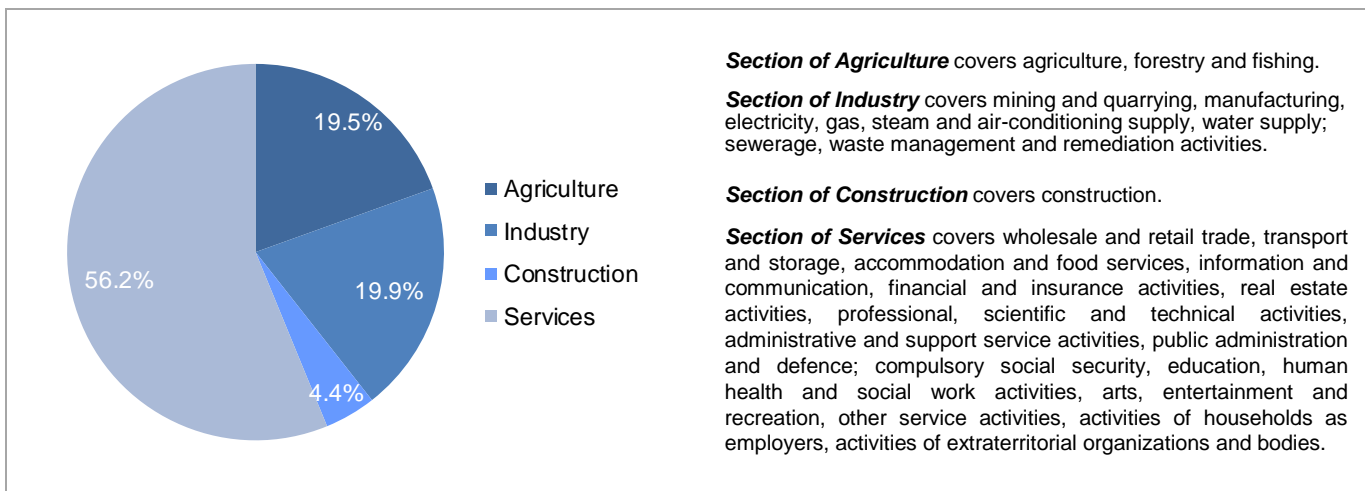 19.5%
19.9%
4.4%
56.2%
Agriculture
Industry
Construction
Services
Section of Agriculture covers agriculture, forestry and fishing.
Section of Industry covers mining and quarrying, manufacturing,
electricity, gas, steam and air-conditioning supply, water supply;
sewerage, waste management and remediation activities.
Section of Construction covers construction.
Section of Services covers wholesale and retail trade, transport
and storage, accommodation and food services, information and
communication, financial and insurance activities, real estate
activities, professional, scientific and technical activities,
administrative and support service activities, public administration
and defence; compulsory social security, education, human
health and social work activities, arts, entertainment and
recreation, other service activities, activities of households as
employers, activities of extraterritorial organizations and bodies.